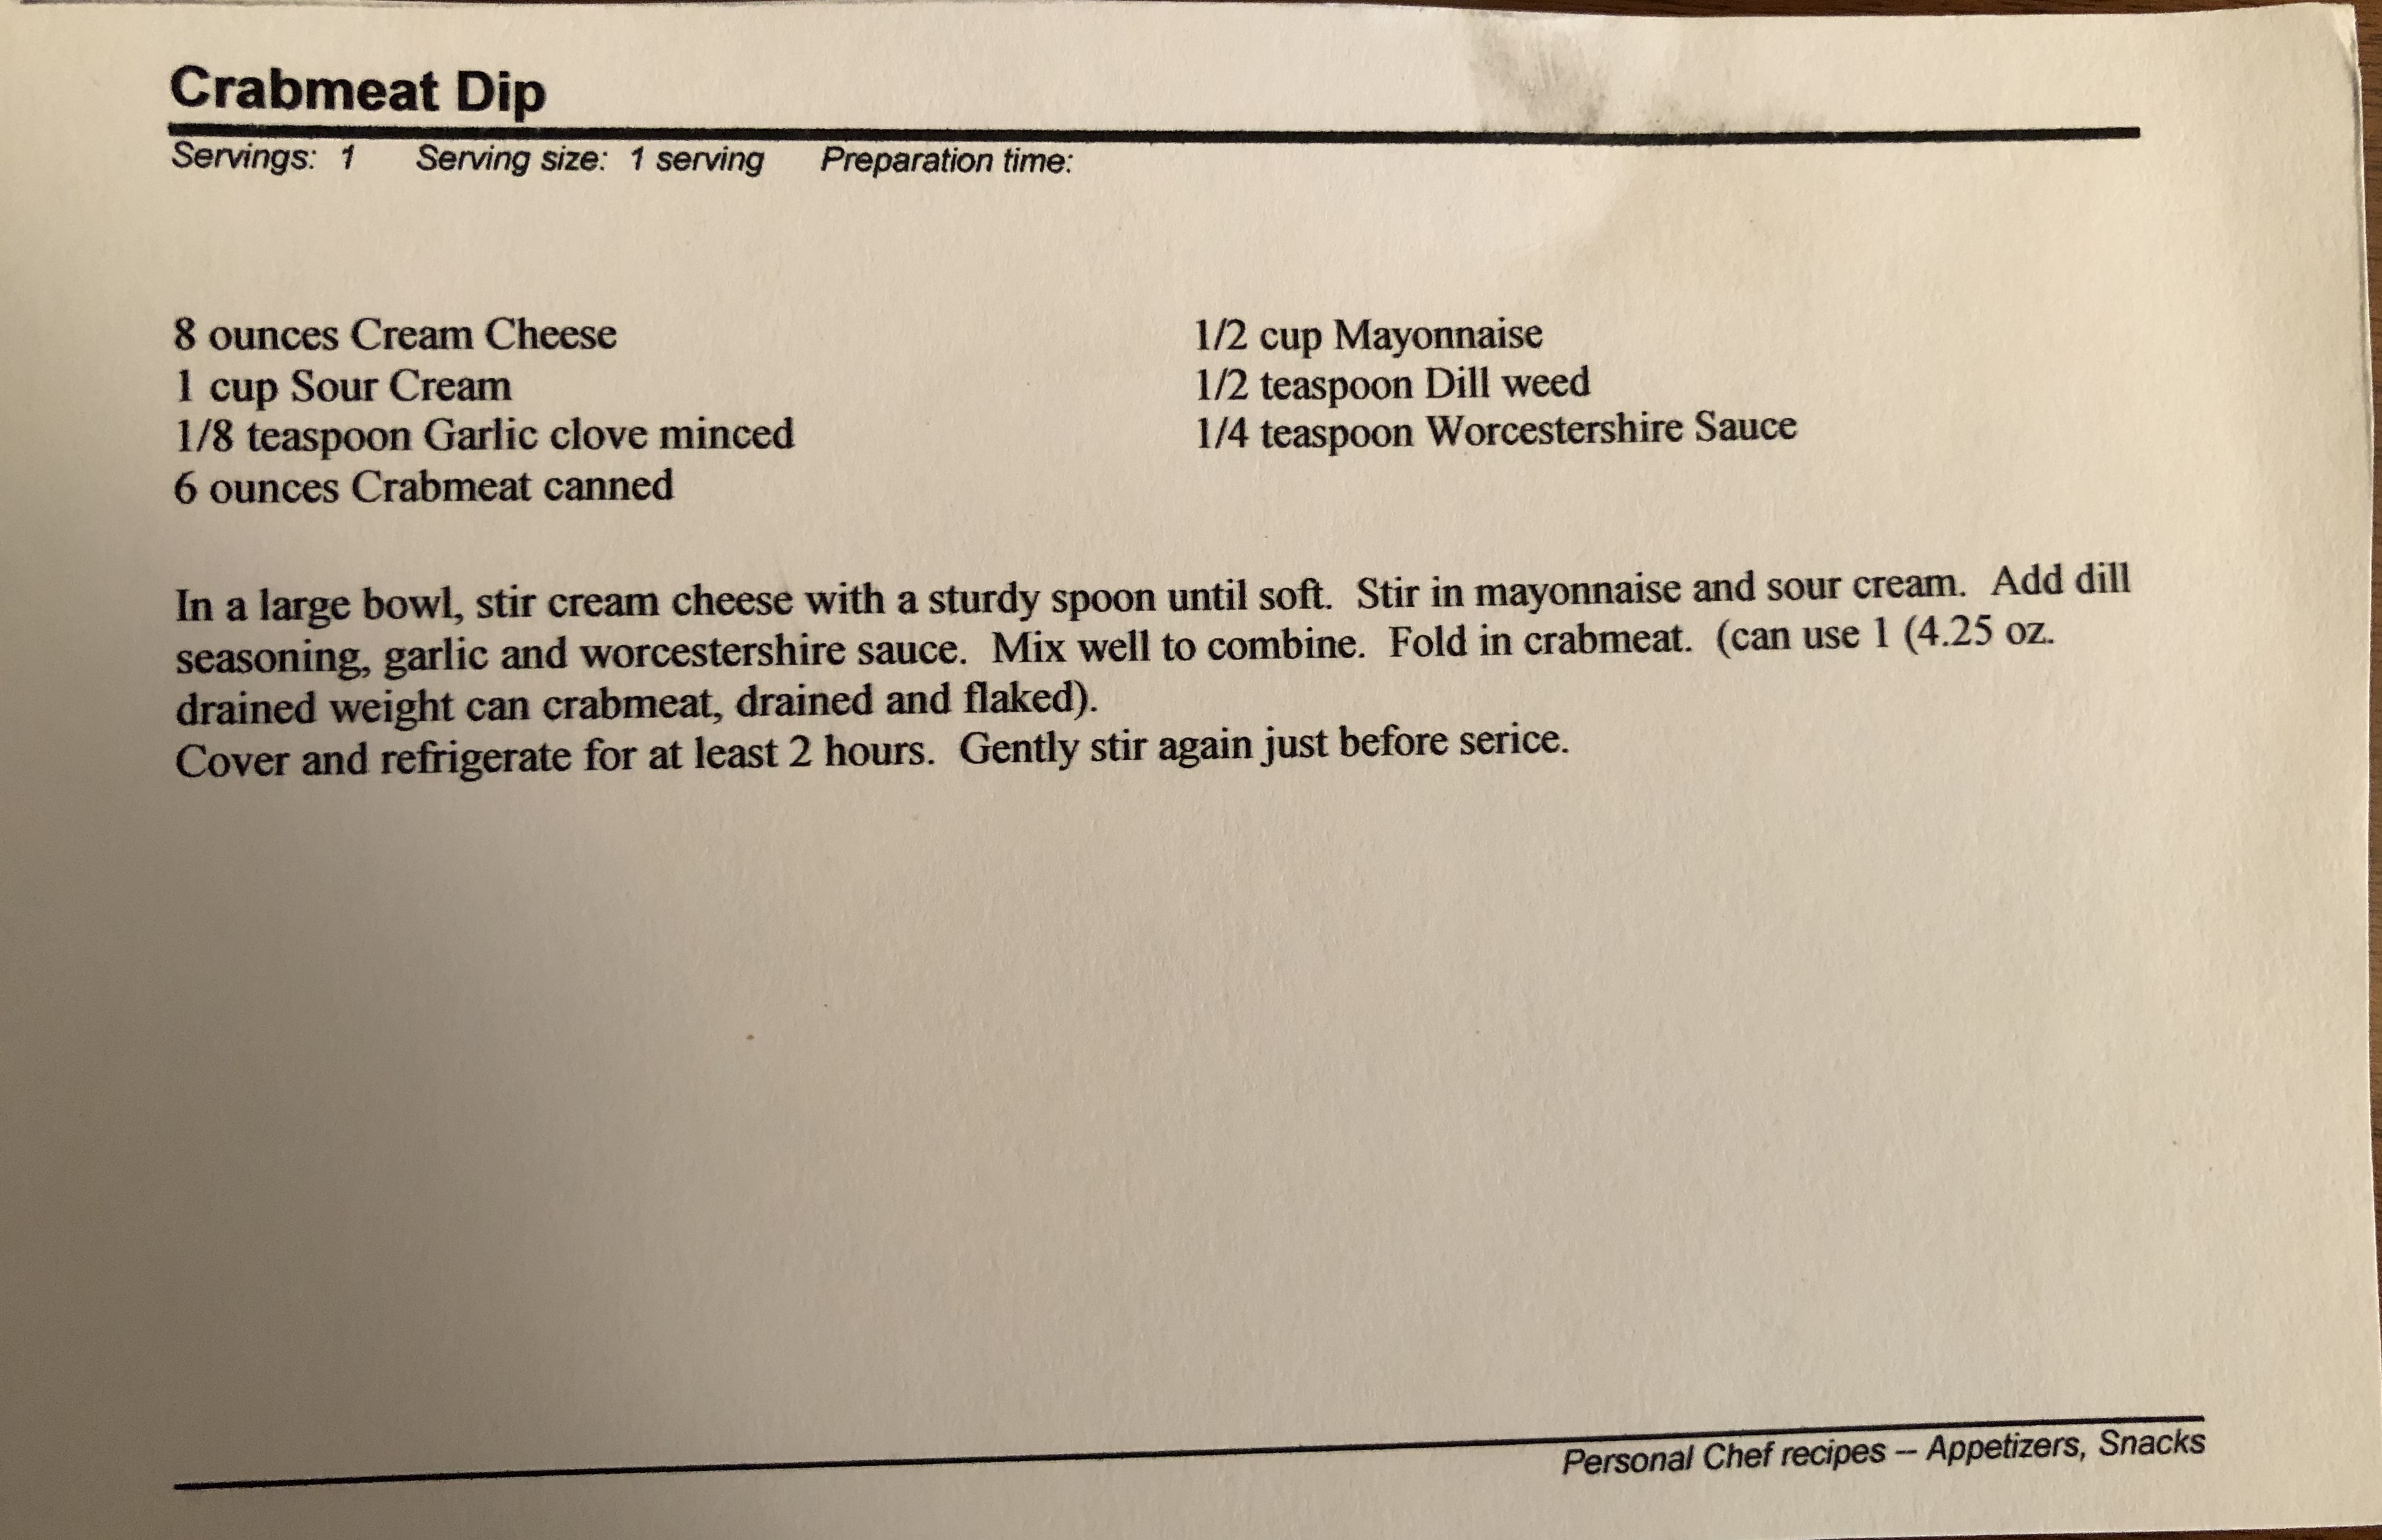 Crabmeat Dip
Servings: 1 Serving size: 1 serving Preparation time:
8 ounces Cream Cheese
1 cup Sour Cream
1/8 teaspoon Garlic clove minced
6 ounces Crabmeat canned
1/2 cup Mayonnaise
1/2 teaspoon Dill weed
1/4 teaspoon Worcestershire Sauce
In a large bowl, stir cream cheese with a sturdy spoon until soft. Stir in mayonnaise and sour cream. Add dill
seasoning, garlic and worcestershire sauce. Mix well to combine. Fold in crabmeat. (can use 1 (4.25 oz.
drained weight can crabmeat, drained and flaked).
Cover and refrigerate for at least 2 hours. Gently stir again just before serice.
Personal Chef recipes -- Appetizers, Snacks